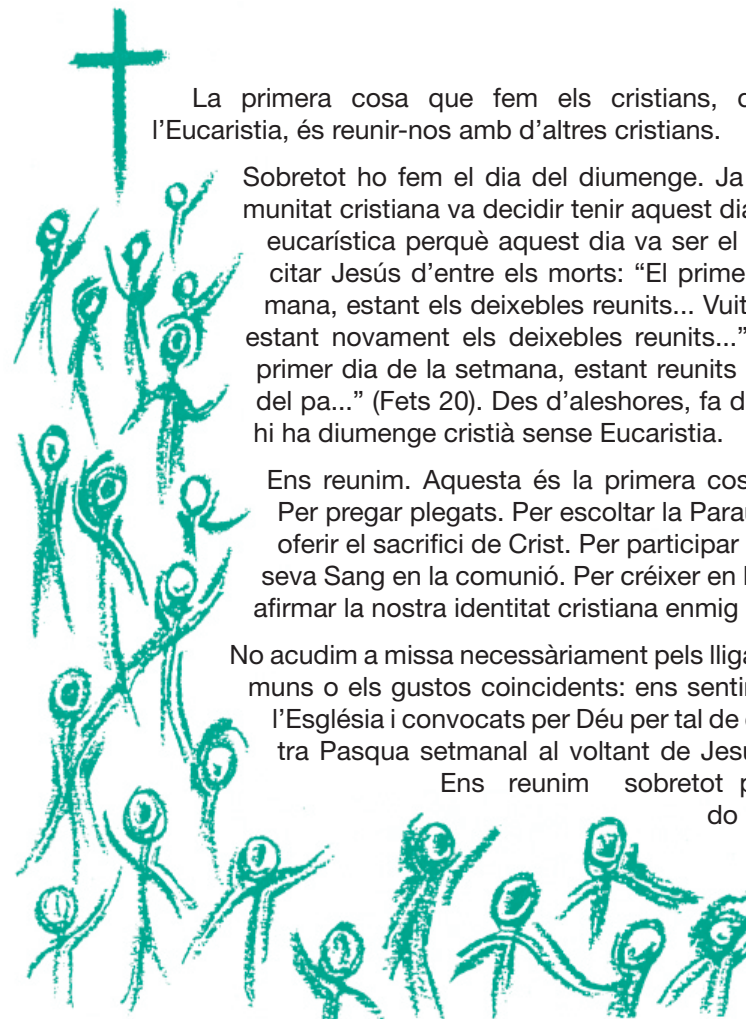 La primera cosa que fem els cristians,
l’Eucaristia, és reunir-nos amb d’altres cristians.
Sobretot ho fem el dia del diumenge. Ja
munitat cristiana va decidir tenir aquest dia
eucarística perquè aquest dia va ser el
citar Jesús d’entre els morts: “El prime
mana, estant els deixebles reunits... Vuit
estant novament els deixebles reunits...”
primer dia de la setmana, estant reunits
del pa...” (Fets 20). Des d’aleshores, fa d
hi ha diumenge cristià sense Eucaristia.
Ens reunim. Aquesta és la primera cos
Per pregar plegats. Per escoltar la Parau
oferir el sacrifici de Crist. Per participar
seva Sang en la comunió. Per créixer en l
afirmar la nostra identitat cristiana enmig
No acudim a missa necessàriament pels lliga
muns o els gustos coincidents: ens sentim
l’Església i convocats per Déu per tal de
tra Pasqua setmanal al voltant de Jesu
Ens reunim sobretot p
do